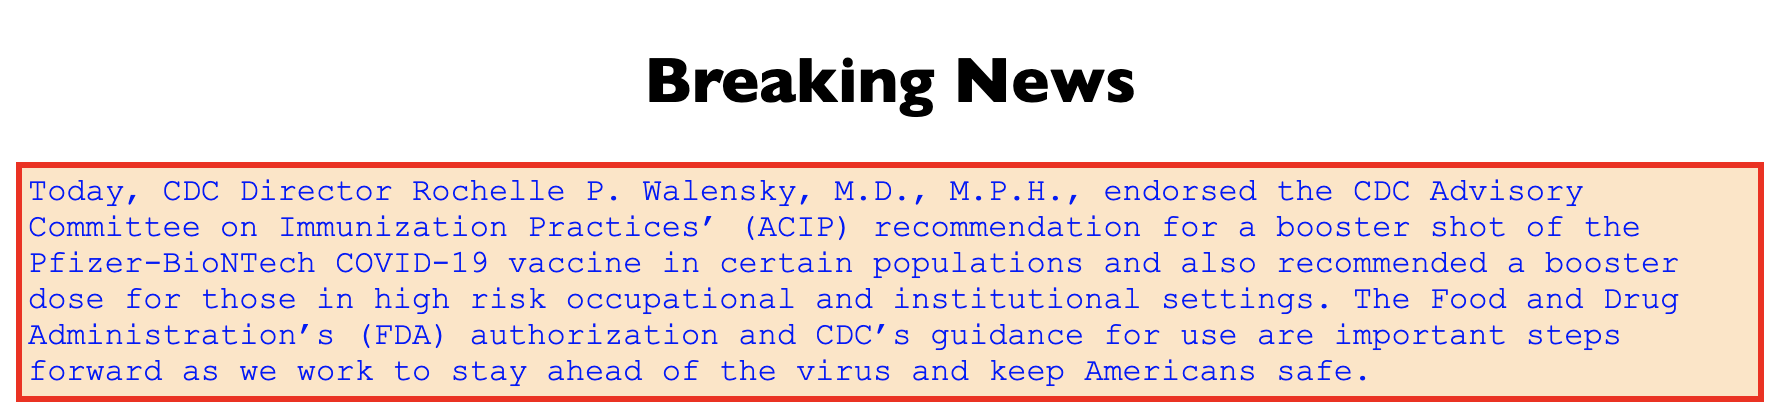 Breaking News
Today, CDC Director Rochelle P. Walensky, M.D., M.P.H., endorsed the CDC Advisory
Committee on Immunization Practices’ (ACIP) recommendation for a booster shot of the
Pfizer-BioNTech COVID-19 vaccine in certain populations and also recommended a booster
dose for those in high risk occupational and institutional settings. The Food and Drug
Administration’s (FDA) authorization and CDC’s guidance for use are important steps
forward as we work to stay ahead of the virus and keep Americans safe.